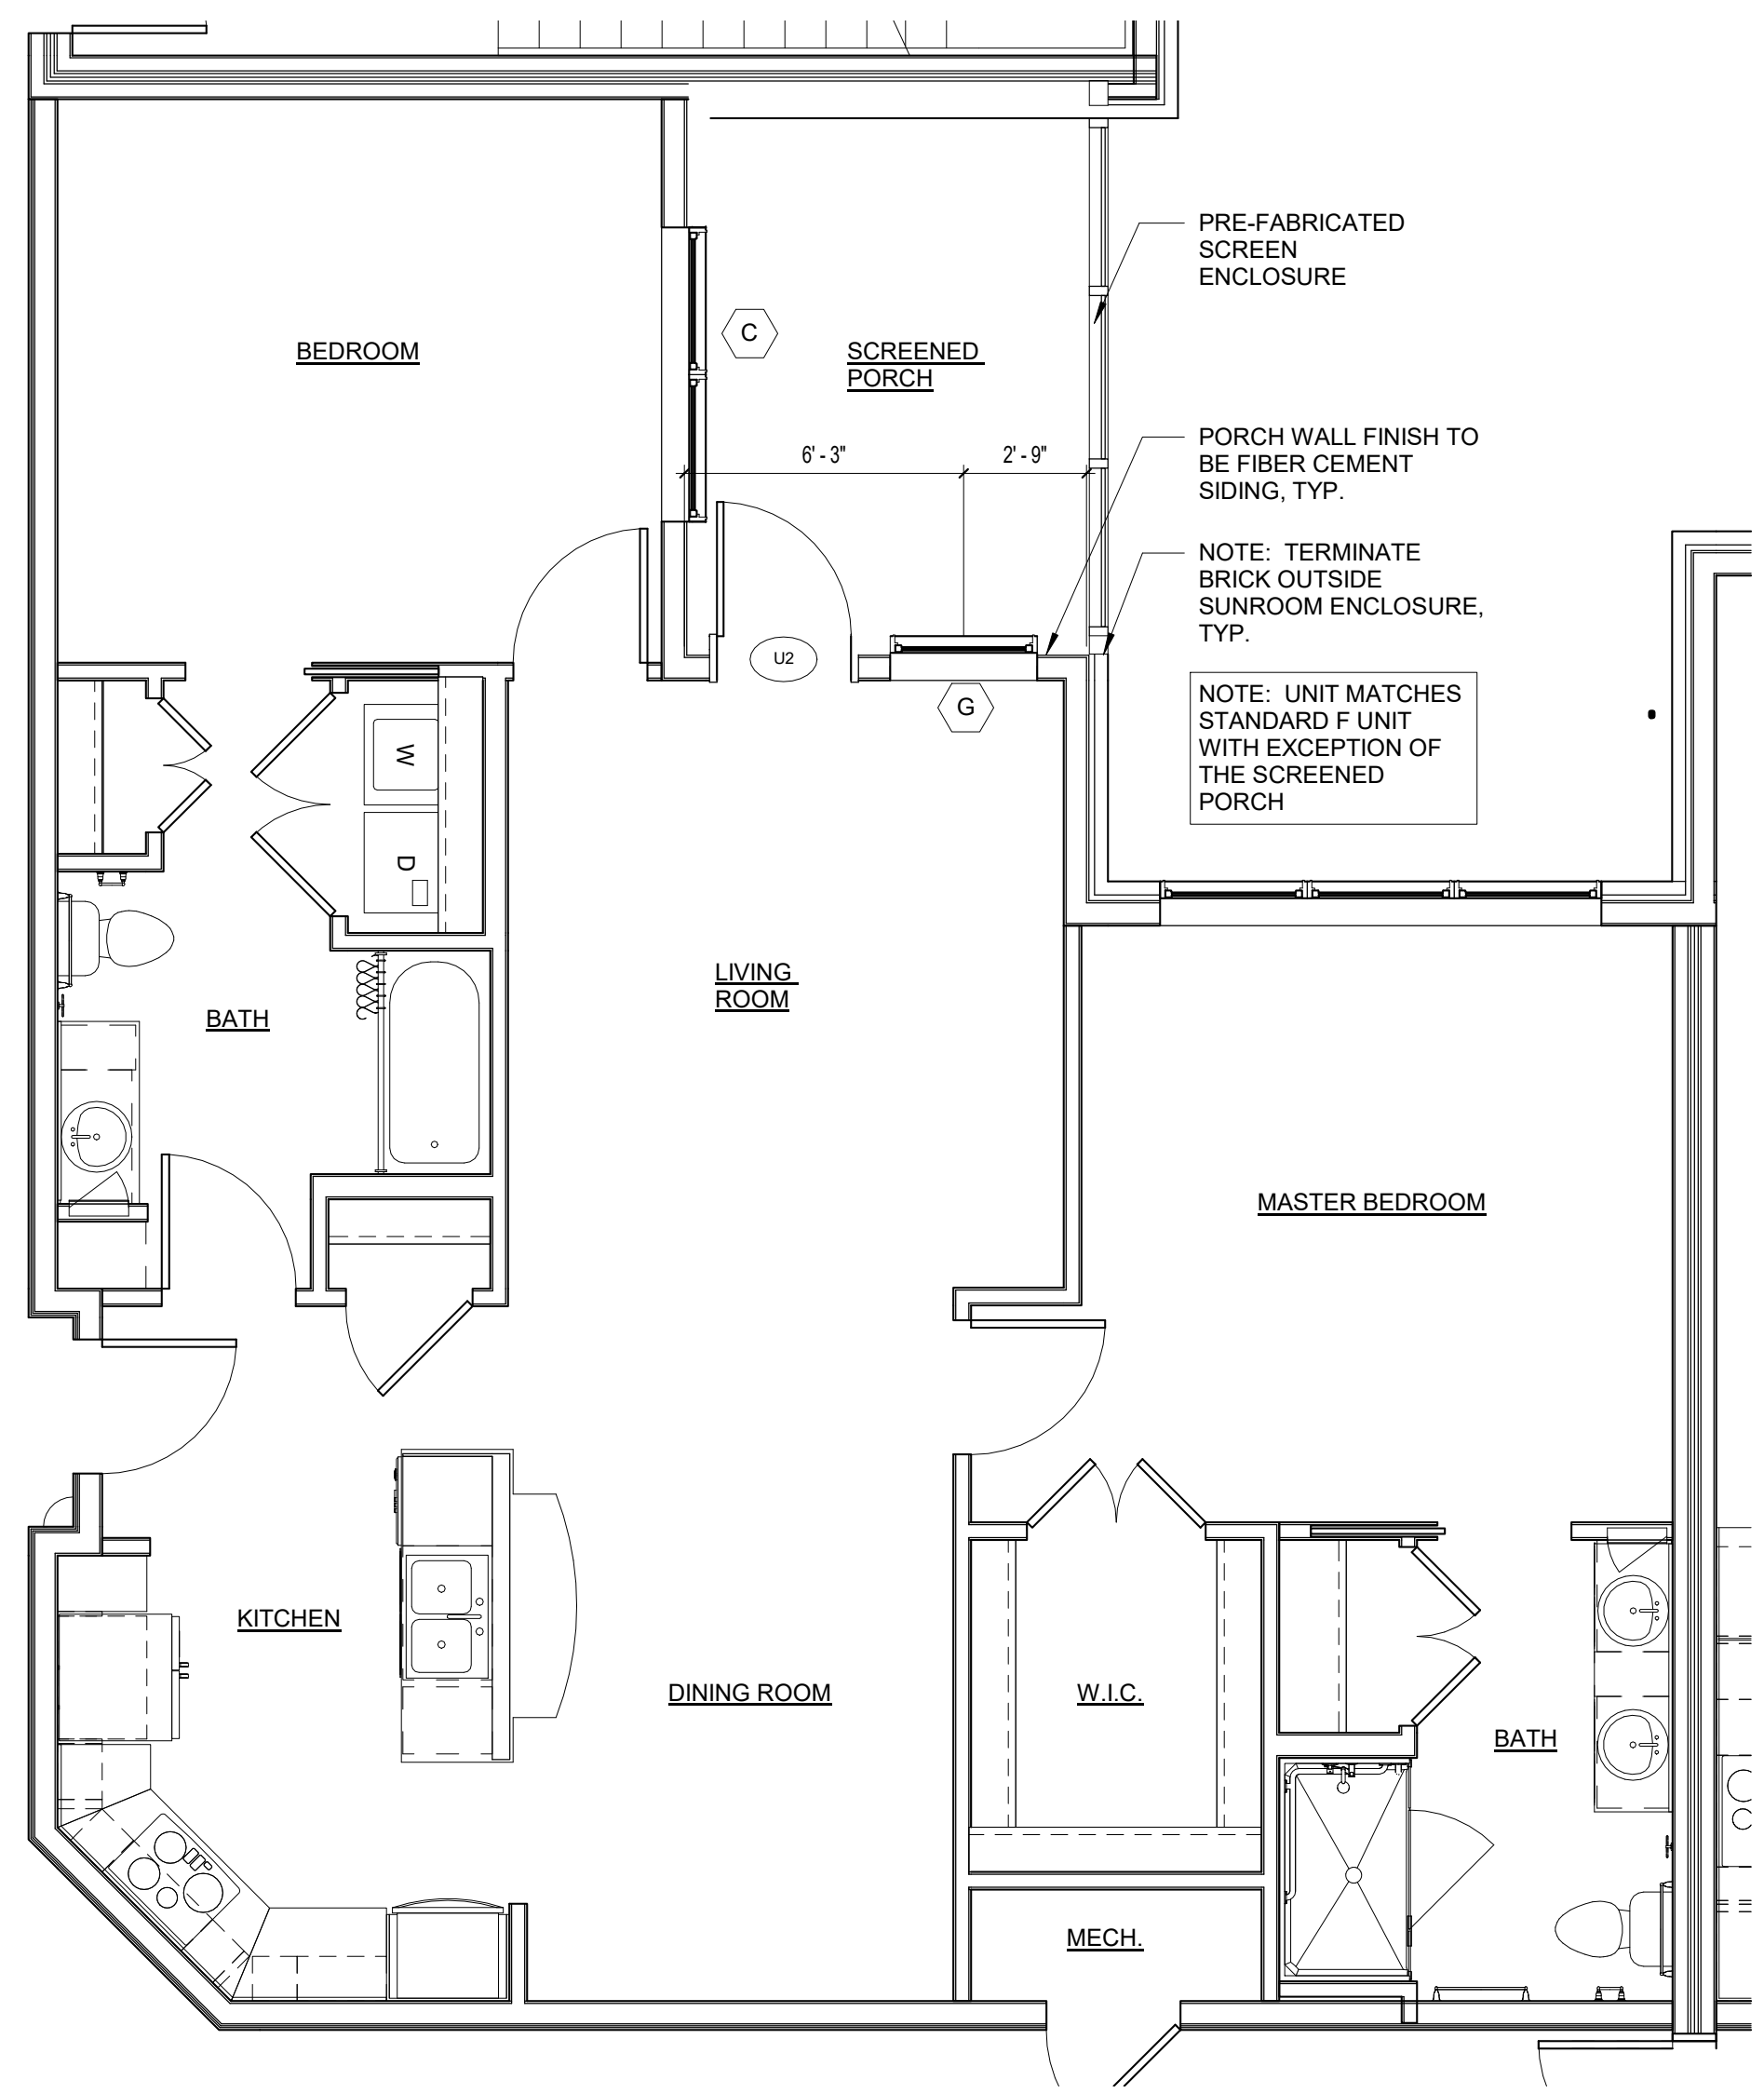 PRE-FABRICATED
SCREEN
ENCLOSURE
C
BEDROOM
SCREENED
PORCH
6' - 3"
2' - 9"
PORCH WALL FINISH TO
BE FIBER CEMENT
SIDING, TYP.
NOTE: TERMINATE
BRICK OUTSIDE
SUNROOM ENCLOSURE,
TYP.
U2
G
NOTE: UNIT MATCHES
STANDARD F UNIT
WITH EXCEPTION OF
THE SCREENED
PORCH
W
D
LIVING
ROOM
BATH
MASTER BEDROOM
KITCHEN
DINING ROOM
W.I.C.
BATH
MECH.